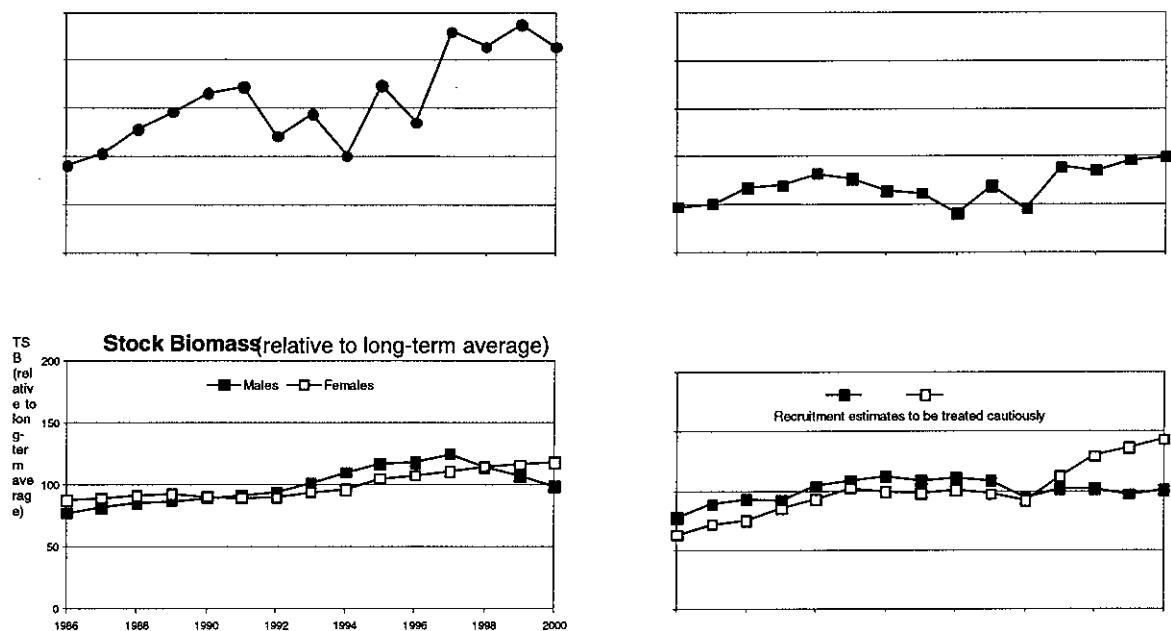 Stock Biomass (relative to long-term average)
TS
B
(rel
ativ
e to
lon
g-
ter
m
ave
rag
e)
200
150
100
50
0
Males Females
1986 1988 1990 1992 1994 1996 1998 2000
Recruitment estimates to be treated cautiously